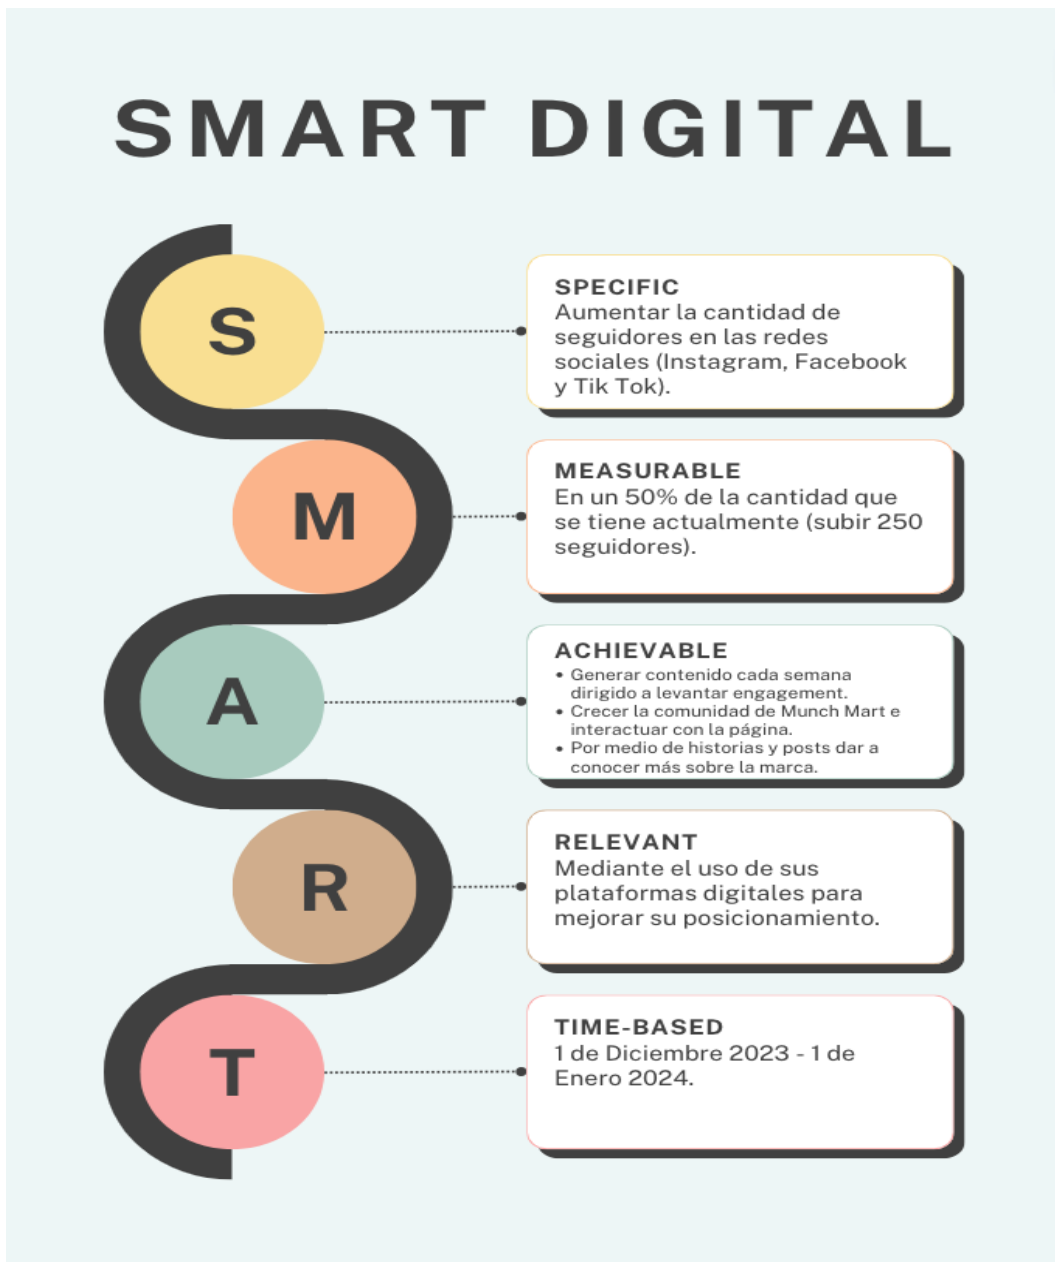 SMART DIGITAL
S
SPECIFIC
Aumentar la cantidad de
seguidores en las redes
sociales (Instagram, Facebook
y Tik Tok).
M
MEASURABLE
En un 50% de la cantidad que
se tiene actualmente (subir 250
seguidores).
A
ACHIEVABLE
• Generar contenido cada semana
dirigido a levantar engagement.
• Crecer la comunidad de Munch Mart e
interactuar con la página.
• Por medio de historias y posts dar a
conocer más sobre la marca.
R
RELEVANT
Mediante el uso de sus
plataformas digitales para
mejorar su posicionamiento.
T
TIME-BASED
1 de Diciembre 2023 - 1 de
Enero 2024.